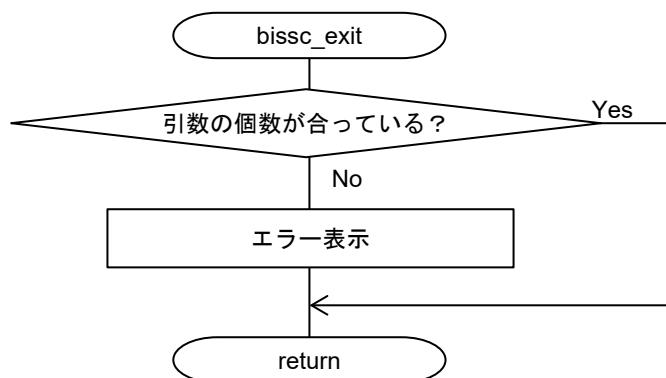 bissc_exit
引数の個数が合っている？
Yes
No
エラー表示
return